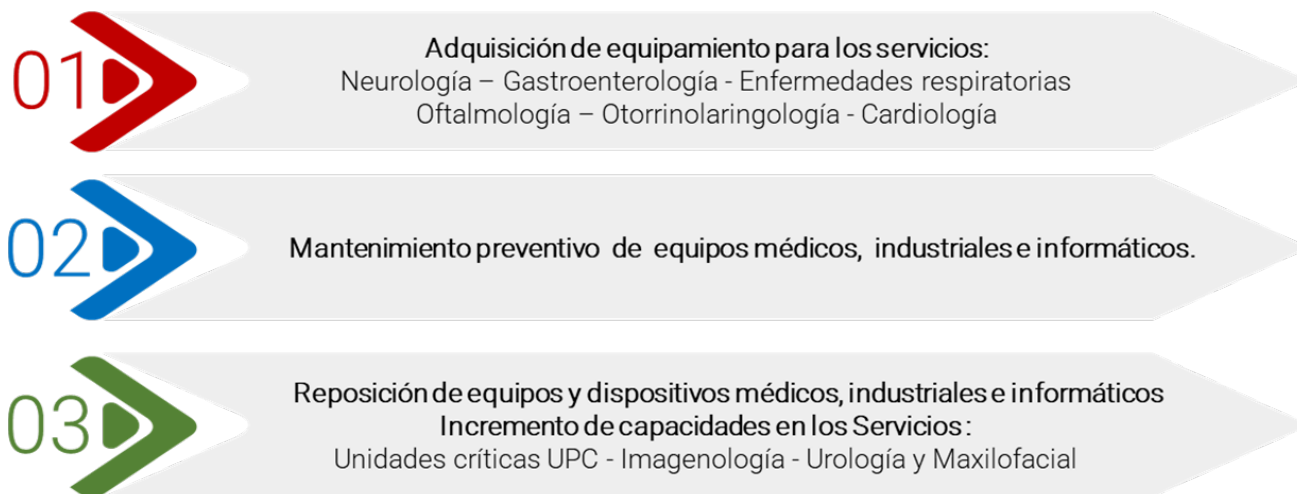 01
Adquisición de equipamiento para los servicios:
Neurología – Gastroenterología - Enfermedades respiratorias
Oftalmología – Otorrinolaringología - Cardiología
02
Mantenimiento preventivo de equipos médicos, industriales e informáticos.
03
Reposición de equipos y dispositivos médicos, industriales e informáticos
Incremento de capacidades en los Servicios:
Unidades críticas UPC - Imagenología - Urología y Maxilofacial